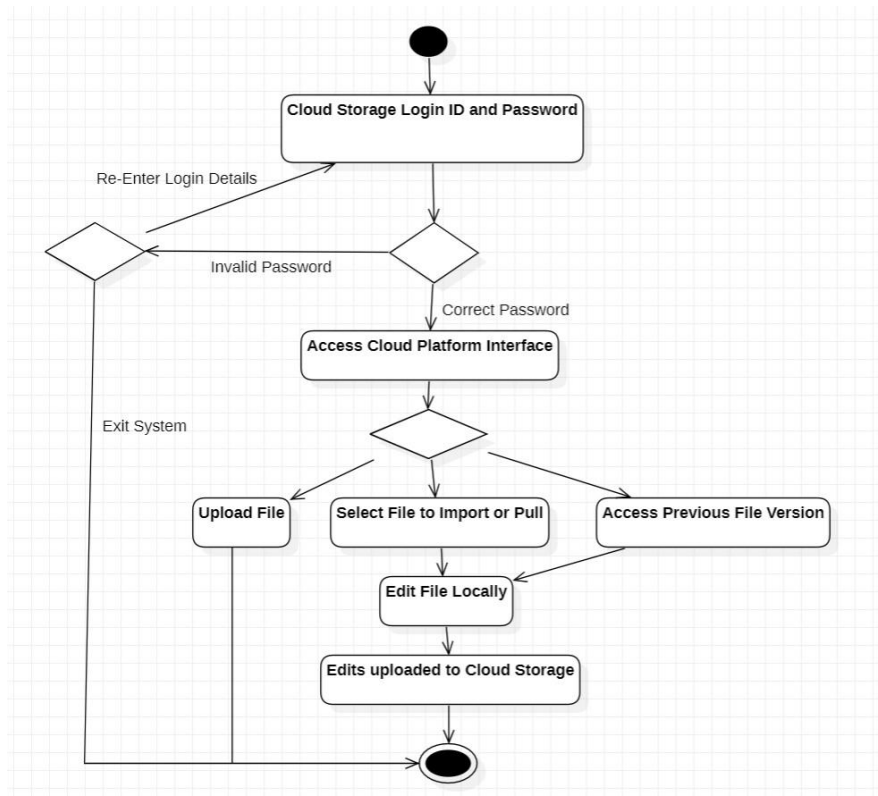 Cloud Storage Login ID and Password
Re-Enter Login Details
Invalid Password
Correct Password
Access Cloud Platform Interface
Exit System
Upload File
Select File to Import or Pull
Access Previous File Version
Edit File Locally
Edits uploaded to Cloud Storage